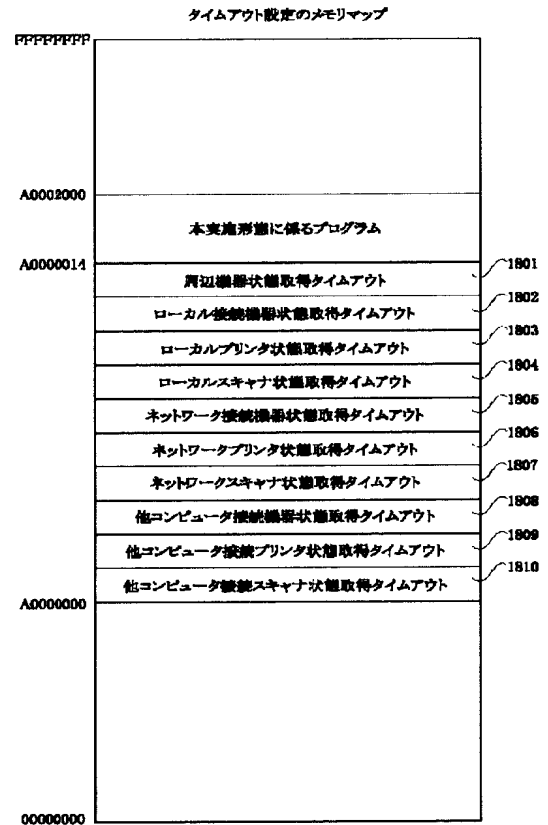 タイムアウト設定のメモリマップ
FFFFFFFF
A0002000
本実施形態に係るプログラム
A0000014
周辺機器状態取得タイムアウト
1801
ローカル接続機器状態取得タイムアウト
1802
ローカルプリンタ状態取得タイムアウト
1803
ローカルスキャナ状態取得タイムアウト
1804
ネットワーク接続機器状態取得タイムアウト
1805
ネットワークプリンタ状態取得タイムアウト
1806
ネットワークスキャナ状態取得タイムアウト
1807
他コンピュータ接続機器状態取得タイムアウト
1808
他コンピュータ接続プリンタ状態取得タイムアウト
1809
他コンピュータ接続スキャナ状態取得タイムアウト
1810
A0000000
00000000